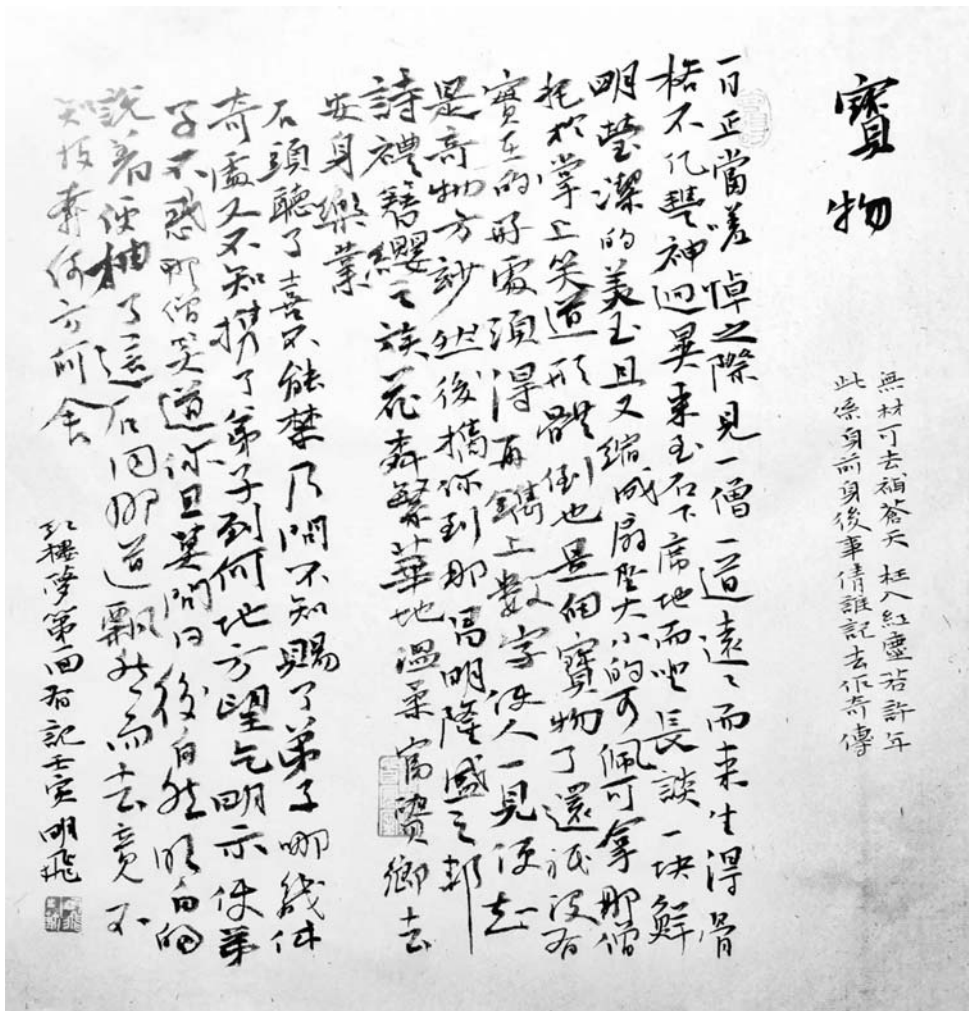 寶物
無材可去補蒼天 枉入紅塵若許年
此係身前身後事倩誰記去作奇傳
一日正當嗟悼之際見一僧一道遠遠而來生得骨
格不凡豐神迥異來至石下席地而坐長談一块鮮
明瑩潔的美玉且又縮成扇墜大小的可佩可拿那僧
托於掌上笑道形體倒也是個寶物了還祇沒有
實在的好處須得再鐫上數字使人一見便知
是奇物方妙然後携你到那昌明隆盛之邦
詩禮簪纓之族花柳繁華地溫柔富貴鄉去
安身樂業
石頭聽了喜不能禁乃問不知賜了弟子哪幾件
奇處又不知携了弟子到何地方望乞明示使弟
子不惑那僧笑道你且莫問日後自然明白的
說着便袖了這石同那道飄然而去竟不
知投奔何方何舍
紅樓夢第一回有記壬寅明飛